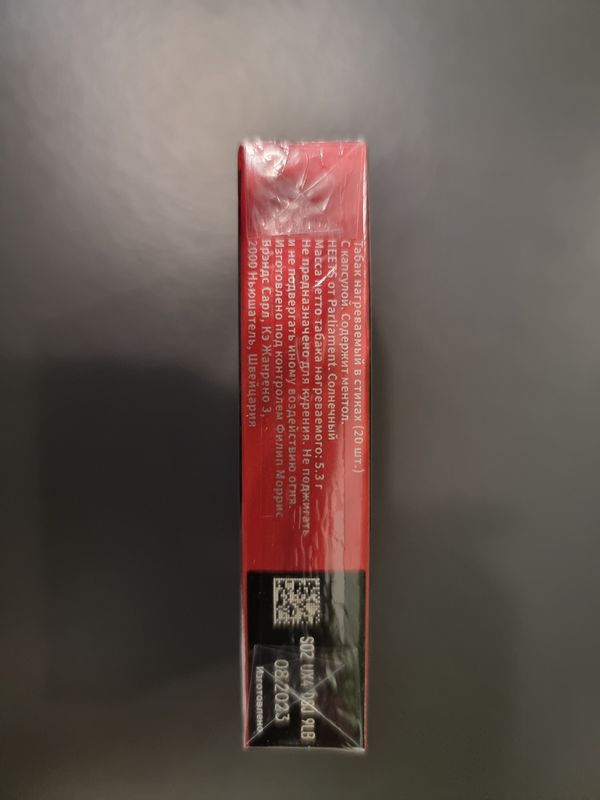 Табак нагреваемый в стиках (20 шт.)
С капсулой. Содержит ментол.
HEETS от Parliament. Солнечный
Масса нетто табака нагреваемого: 5.3 г
Не предназначено для курения. Не поджигать
и не подвергать иному воздействию огня.
Изготовлено под контролем Филип Моррис
Брэндс Сарл, Кэ Жанрено 3,
2000 Ньюшатель, Швейцария
S02 9LB
08/2023
Изготовлено